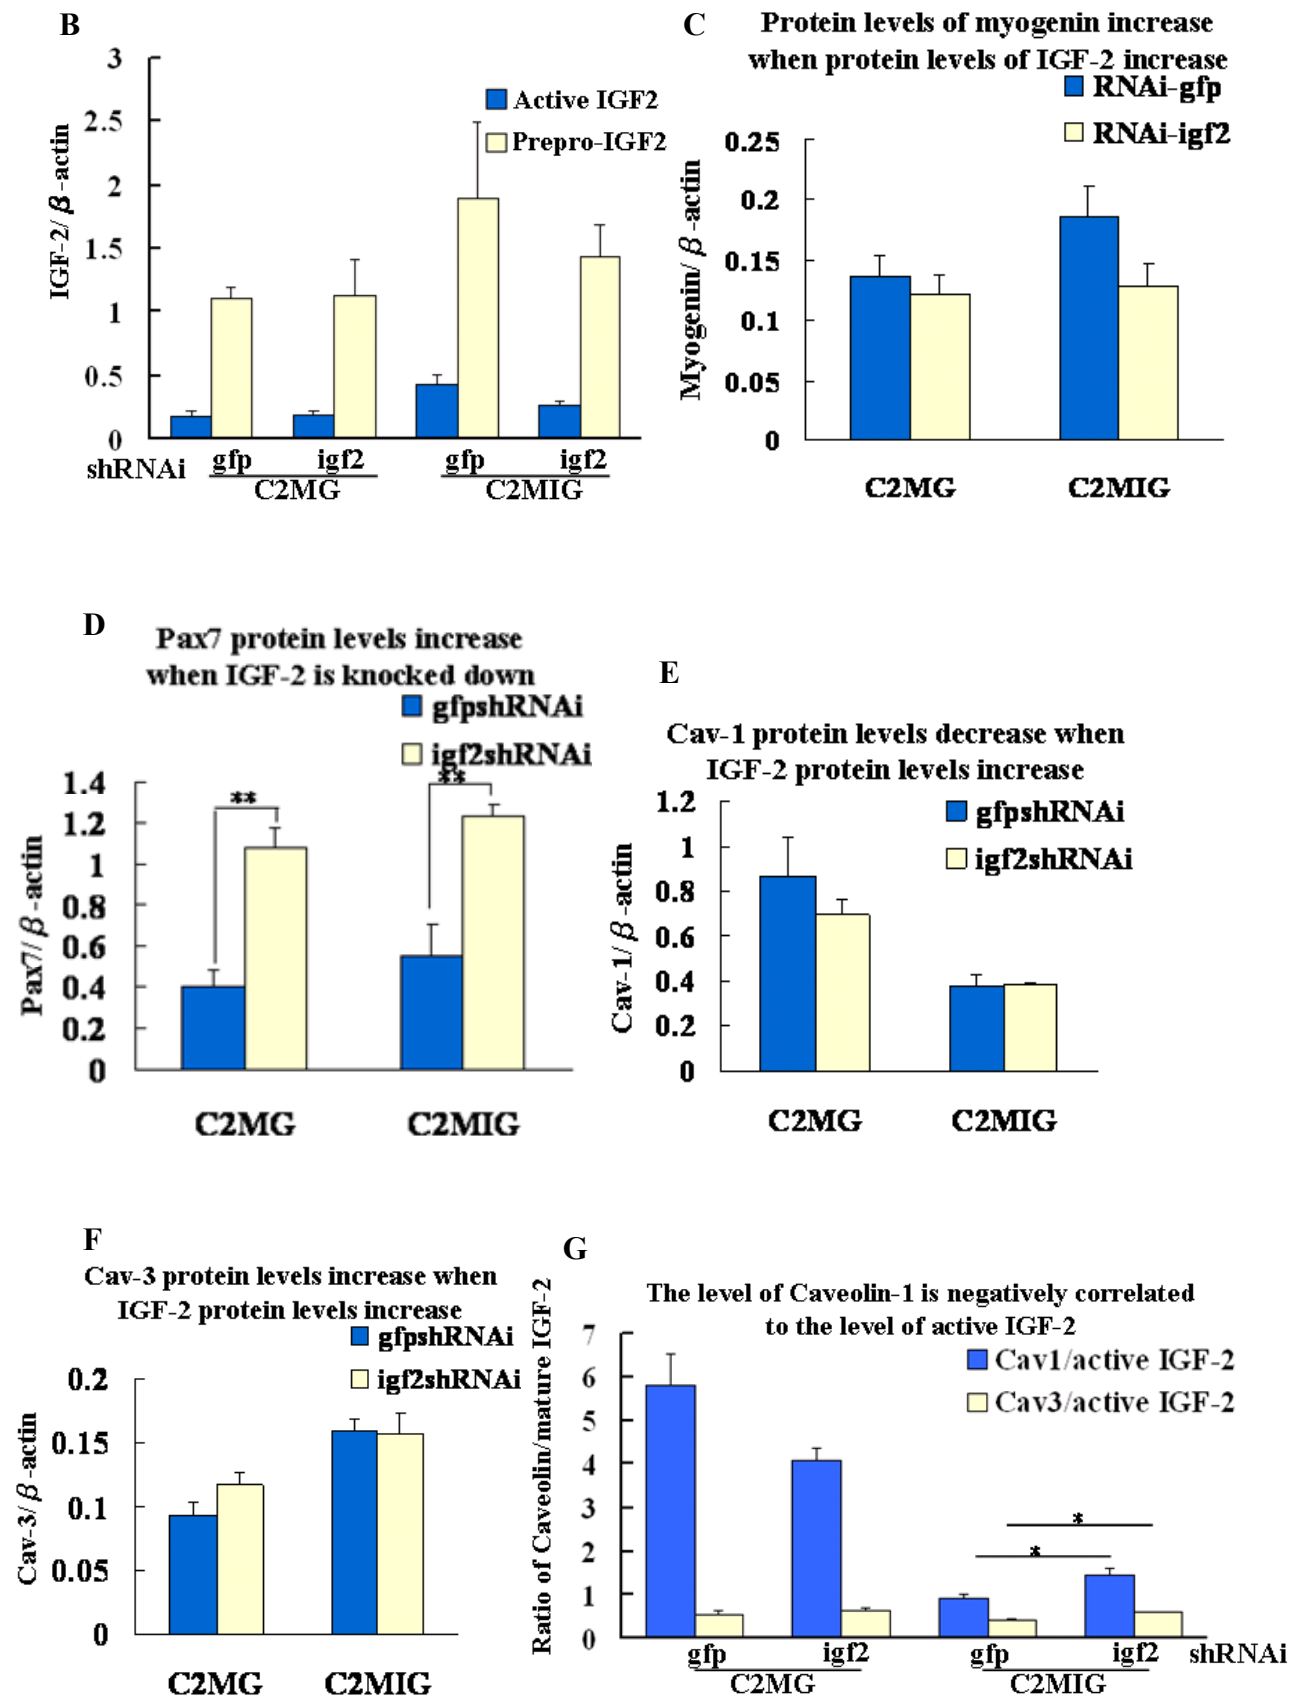 B
3
2.5
2
1.5
1
0.5
0
IGF-2/ β -actin
Active IGF2
Prepro-IGF2
shRNAi
gfp igf2 gfp igf2
C2MG C2MIG
C
Protein levels of myogenin increase
when protein levels of IGF-2 increase
RNAi-gfp
RNAi-igf2
0.25
0.2
0.15
0.1
0.05
0
Myogenin/ β -actin
C2MG C2MIG
D
Pax7 protein levels increase
when IGF-2 is knocked down
gfpshRNAi
igf2shRNAi
** **
1.4
1.2
1
0.8
0.6
0.4
0.2
0
Pax7/ β -actin
C2MG C2MIG
E
Cav-1 protein levels decrease when
IGF-2 protein levels increase
gfpshRNAi
igf2shRNAi
1.2
1
0.8
0.6
0.4
0.2
0
Cav-1/ β -actin
C2MG C2MIG
F
Cav-3 protein levels increase when
IGF-2 protein levels increase
gfpshRNAi
igf2shRNAi
0.2
0.15
0.1
0.05
0
Cav-3/ β -actin
C2MG C2MIG
G
The level of Caveolin-1 is negatively correlated
to the level of active IGF-2
Cav1/active IGF-2
Cav3/active IGF-2
7
6
5
4
3
2
1
0
Ratio of Caveolin/mature IGF-2
*
*
gfp igf2 gfp igf2 shRNAi
C2MG C2MIG